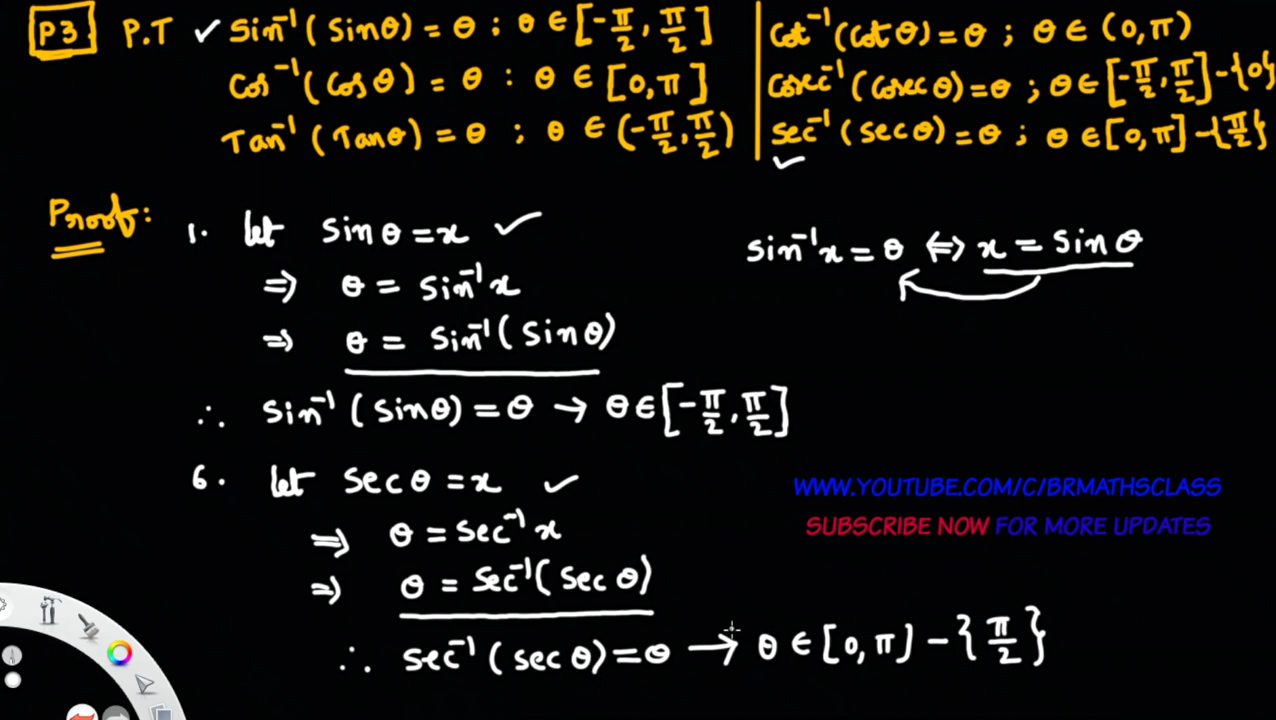 P3 P.T ✓ Sin⁻¹(Sinθ) = θ : θ ∈ [-π/2, π/2]
Cos⁻¹(Cosθ) = θ : θ ∈ [0, π]
Tan⁻¹(Tanθ) = θ ; θ ∈ (-π/2, π/2)
Cot⁻¹(Cotθ) = θ ; θ ∈ (0, π)
Cosec⁻¹(Cosecθ) = θ ; θ ∈ [-π/2, π/2] - {0}
Sec⁻¹(Secθ) = θ ; θ ∈ [0, π] - {π/2}
✓
Proof:
1. let Sinθ = x ✓
⇒ θ = Sin⁻¹x
⇒ θ = Sin⁻¹(Sinθ)
∴ Sin⁻¹(Sinθ) = θ → θ ∈ [-π/2, π/2]
Sin⁻¹x = θ ⇔ x = Sinθ
6. let Secθ = x ✓
⇒ θ = Sec⁻¹x
⇒ θ = Sec⁻¹(Secθ)
∴ Sec⁻¹(Secθ) = θ → θ ∈ [0, π] - {π/2}
WWW.YOUTUBE.COM/C/BRMATHSCLASS
SUBSCRIBE NOW FOR MORE UPDATES